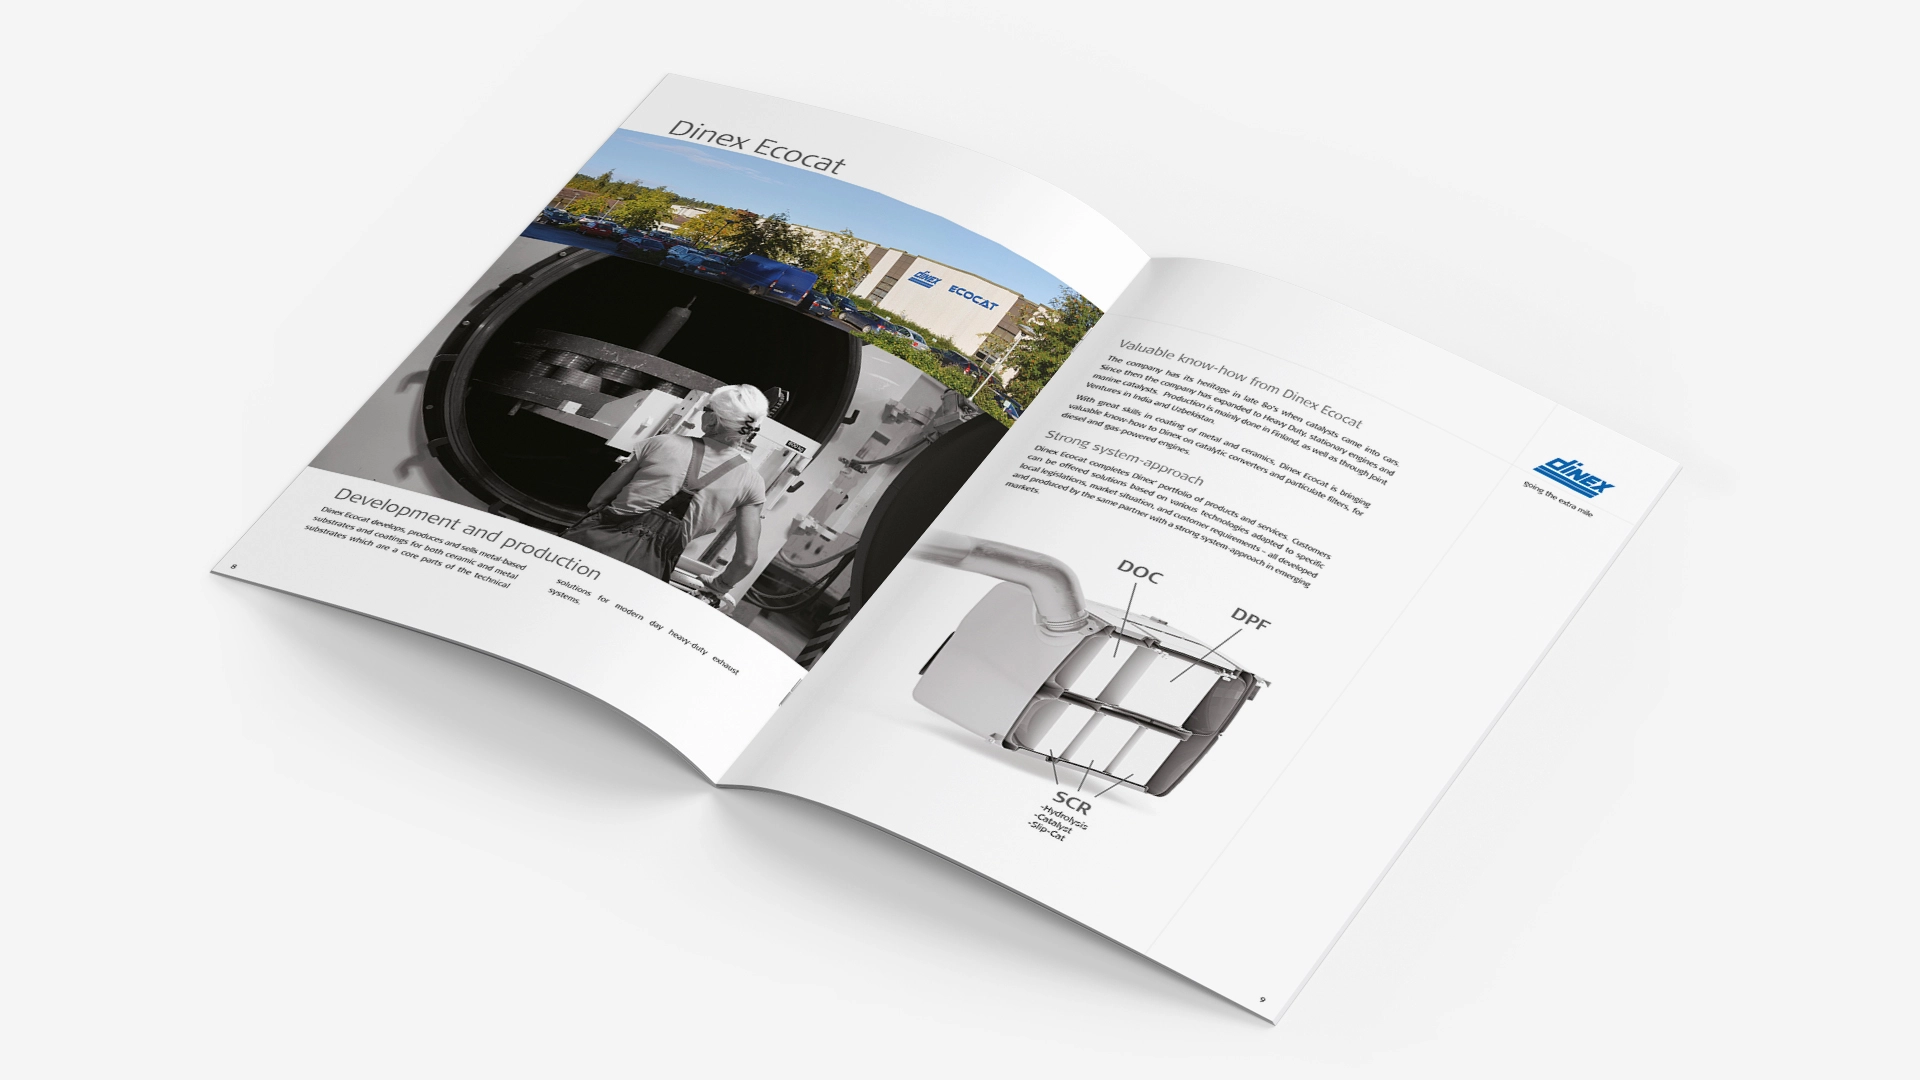 Dinex Ecocat
DINEX ECOCAT
Development and production
Dinex Ecocat develops, produces and sells metal-based
substrates and coatings for both ceramic and metal
substrates which are a core parts of the technical
solutions for modern day heavy-duty exhaust
systems.
8
Valuable know-how from Dinex Ecocat
The company has its heritage in late 80's when catalysts came into cars.
Since then the company has expanded to Heavy Duty, stationary engines and
marine catalysts. Production is mainly done in Finland, as well as through Joint
Ventures in India and Uzbekistan.
With great skills in coating of metal and ceramics, Dinex Ecocat is bringing
valuable know-how to Dinex on catalytic converters and particulate filters, for
diesel and gas-powered engines.
Strong system-approach
Dinex Ecocat completes Dinex' portfolio of products and services. Customers
can be offered solutions based on various technologies adapted to specific
local legislations, market situation, and customer requirements – all developed
and produced by the same partner with a strong system-approach in emerging
markets.
DINEX
going the extra mile
DOC
DPF
SCR
-Hydrolysis
-Catalyst
-Slip-Cat
9